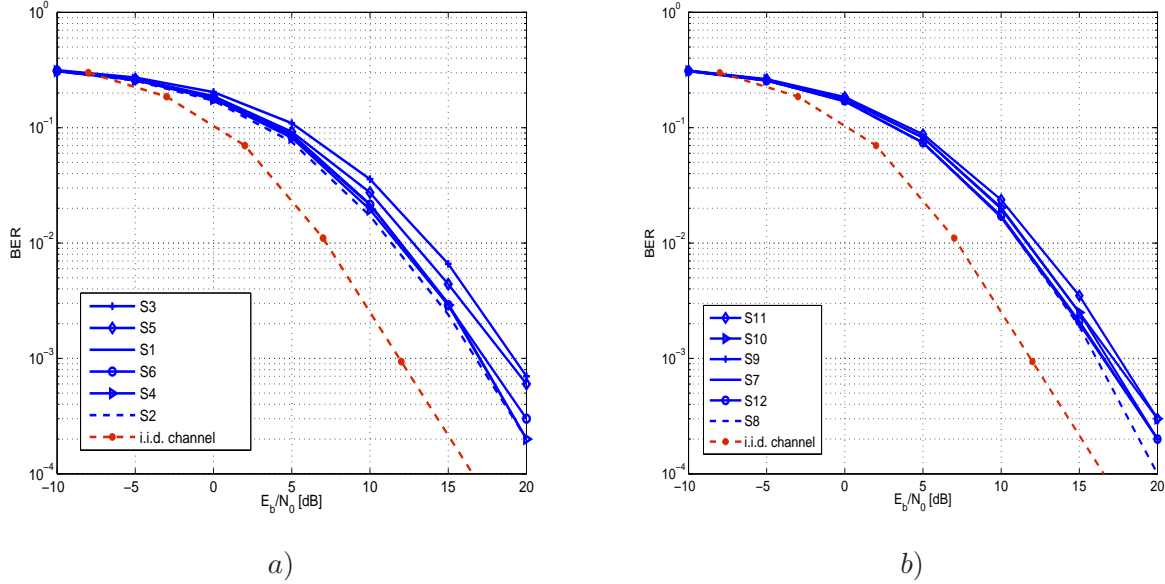 a)
10^0
10^-1
10^-2
10^-3
10^-4
BER
S3
S5
S1
S6
S4
S2
i.i.d. channel
−10 −5 0 5 10 15 20
E_b/N_0 [dB]
a)
b)
10^0
10^-1
10^-2
10^-3
10^-4
BER
S11
S10
S9
S7
S12
S8
i.i.d. channel
−10 −5 0 5 10 15 20
E_b/N_0 [dB]
b)